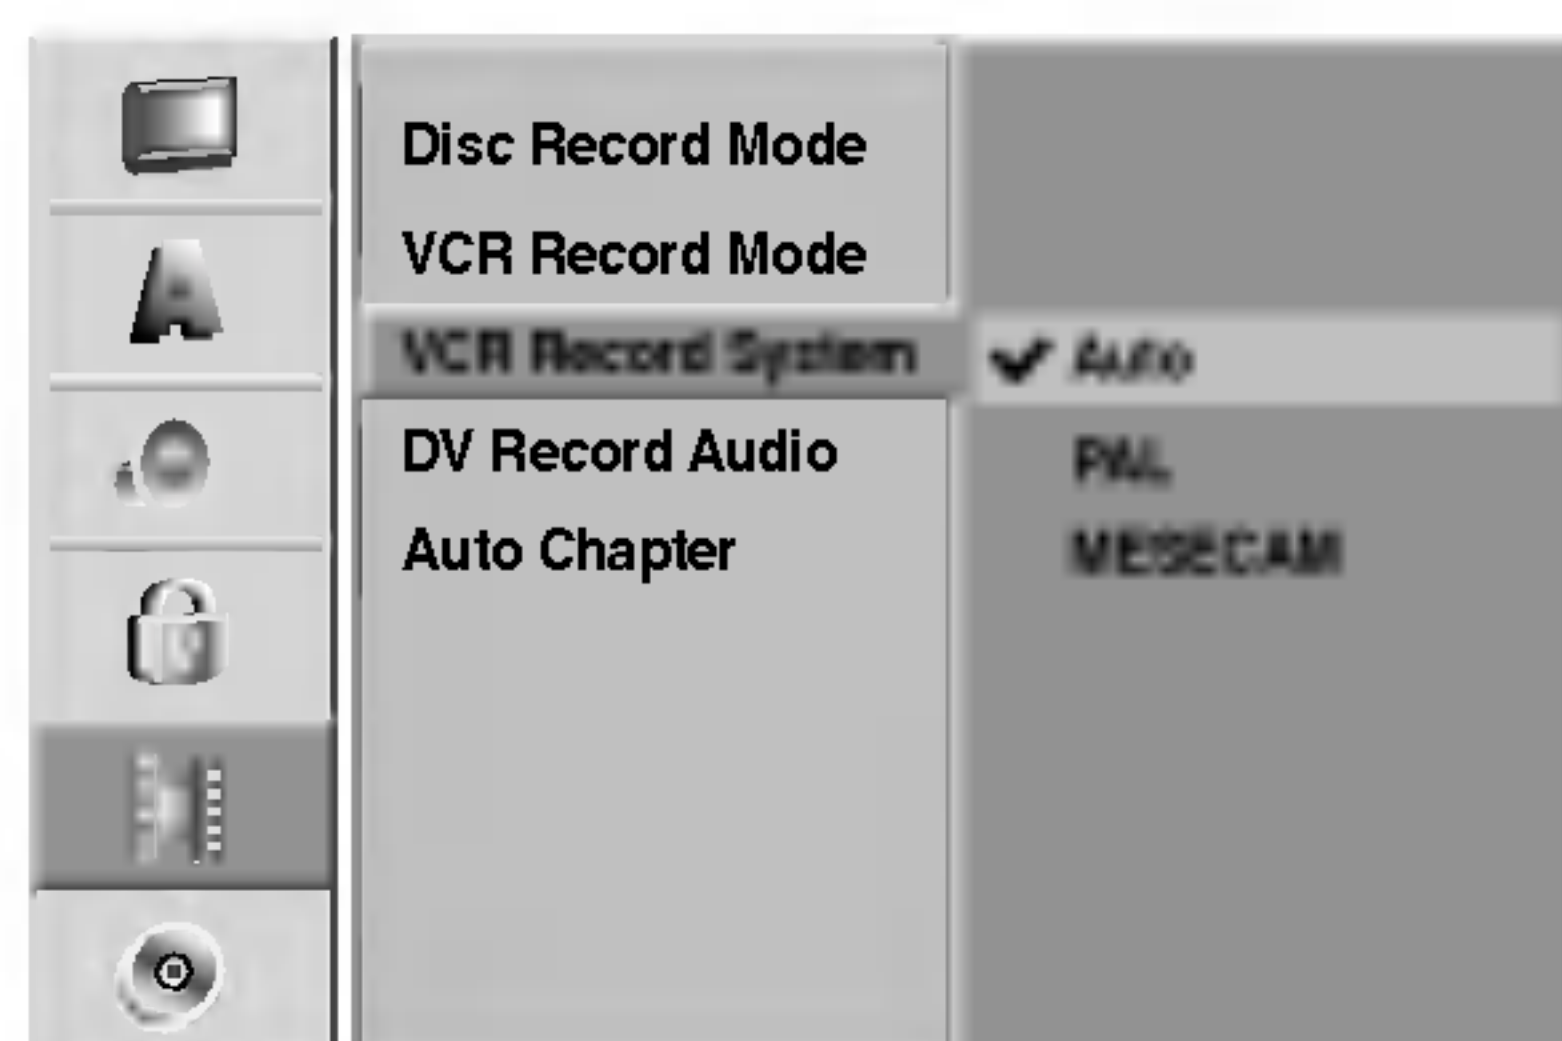 Disc Record Mode
VCR Record Mode
VCR Record System
Auto
DV Record Audio
PAL
Auto Chapter
MESECAM